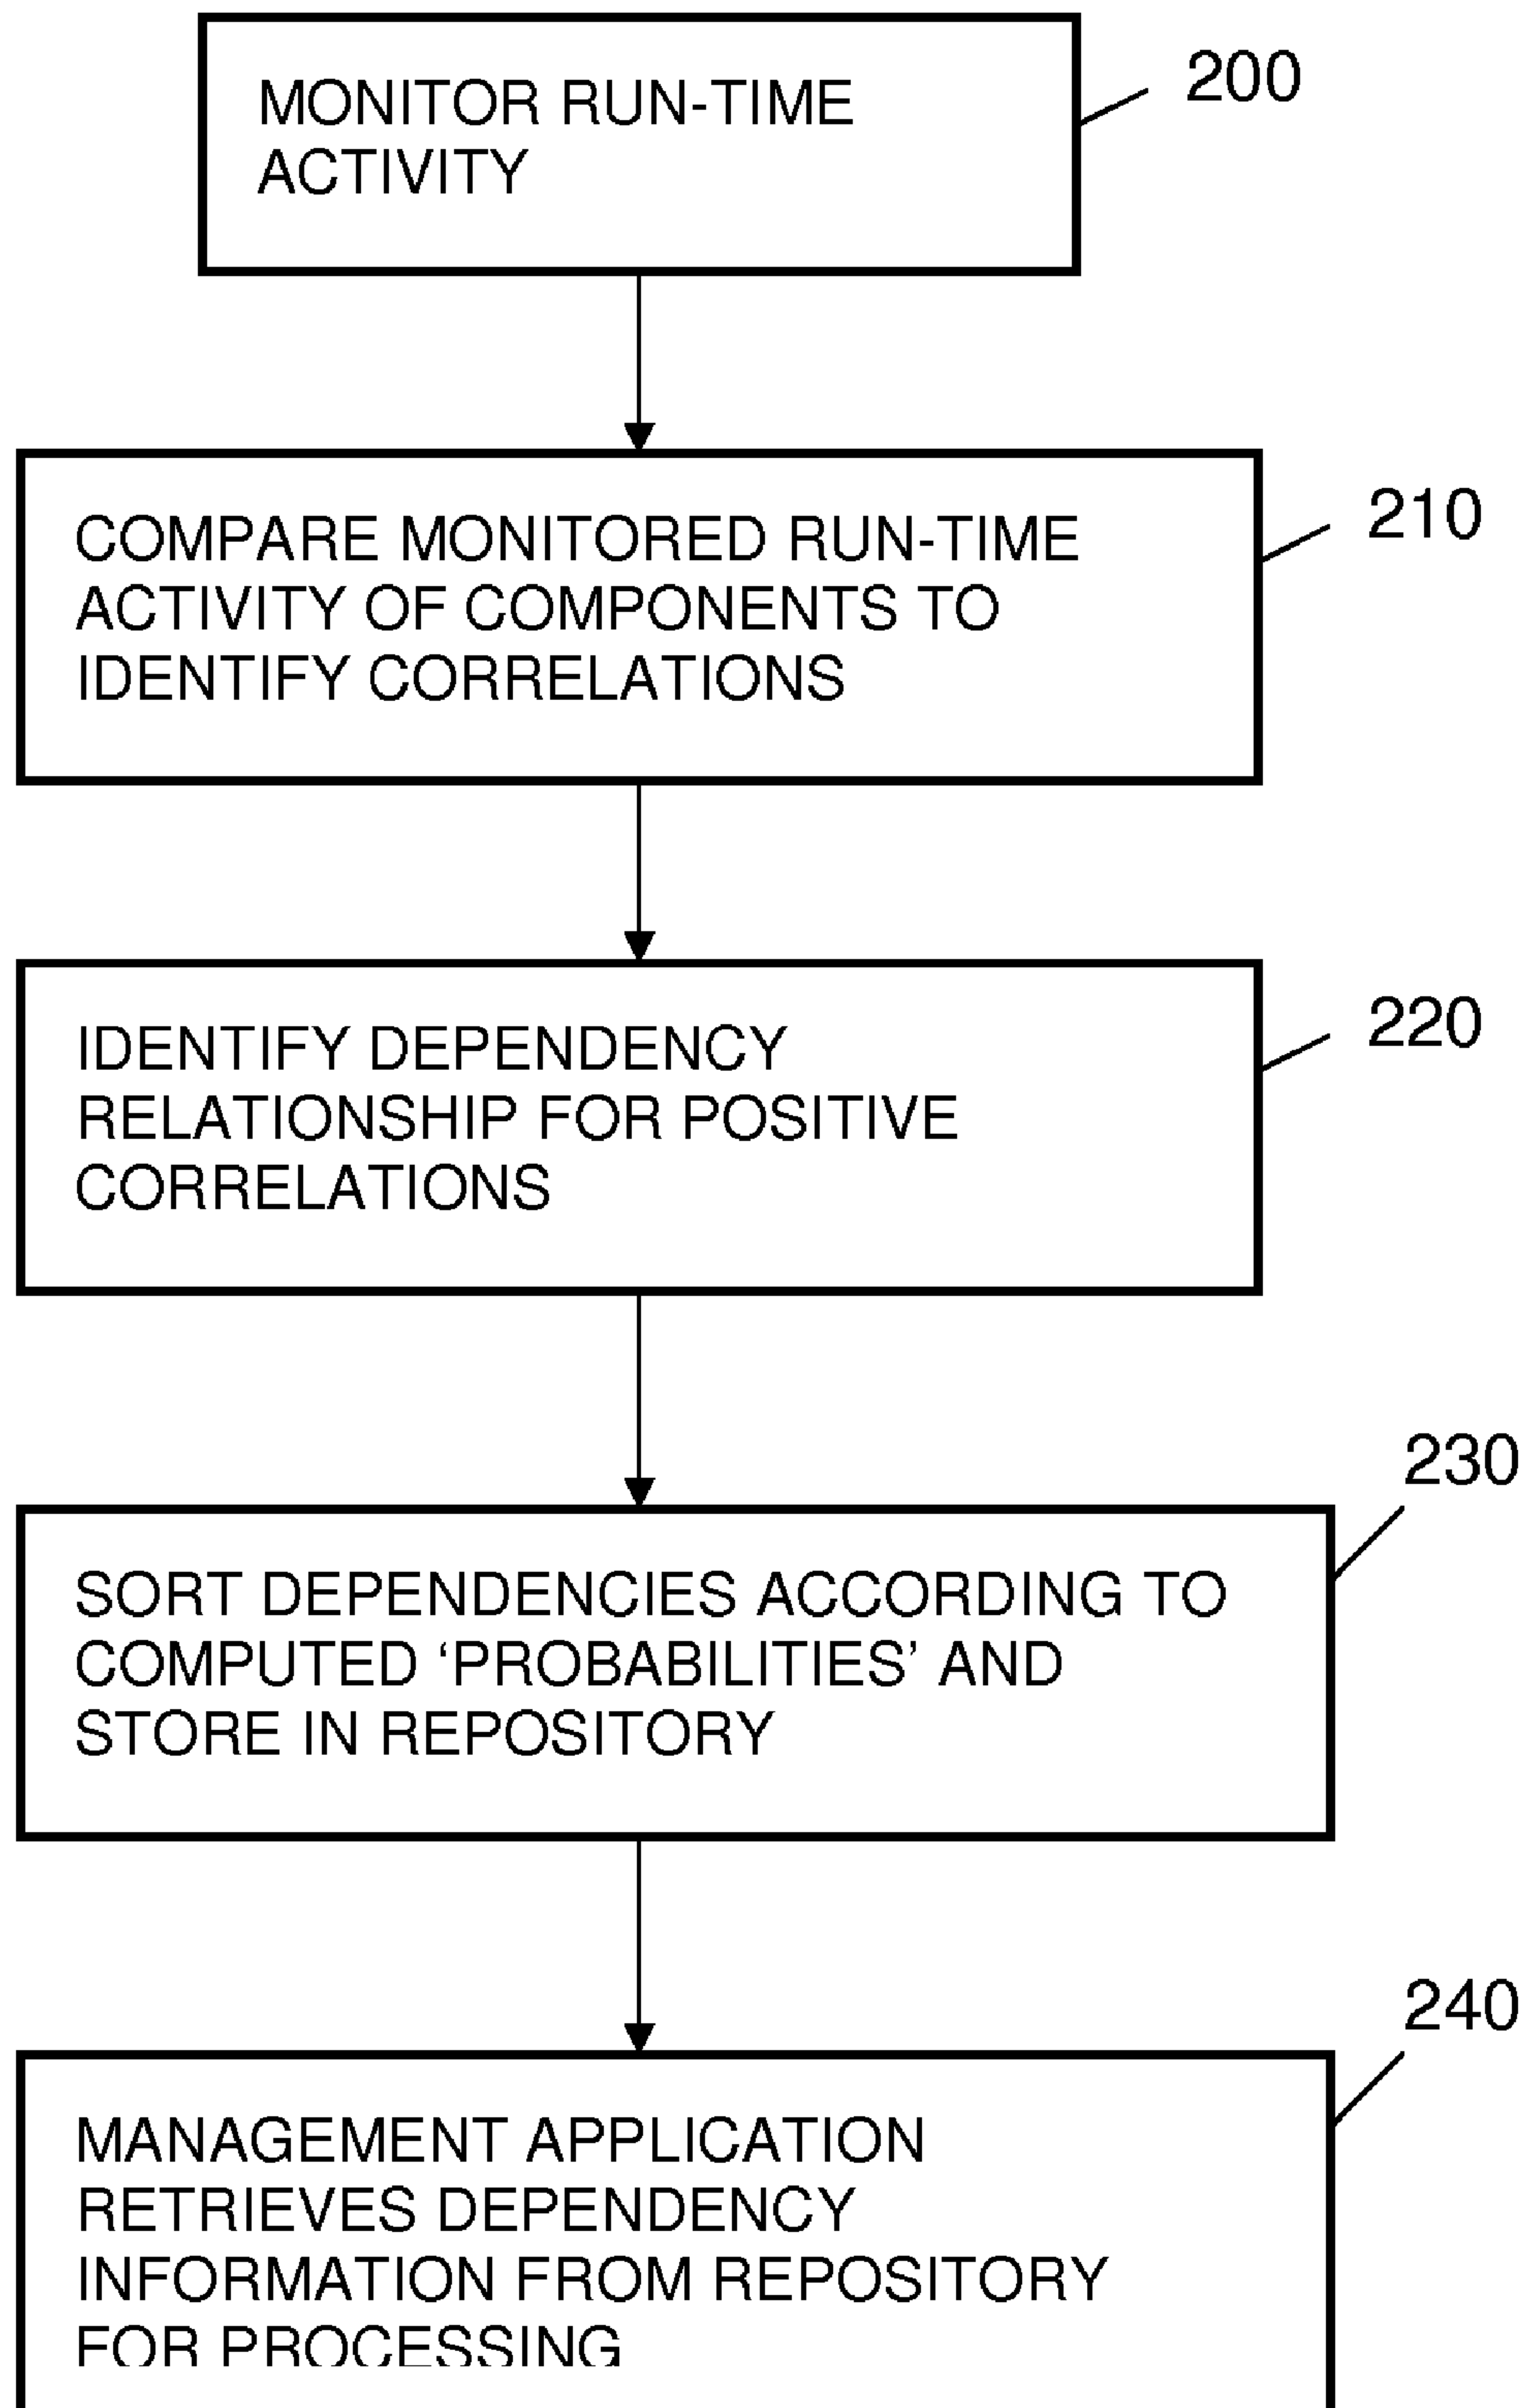 MONITOR RUN-TIME
ACTIVITY
200
COMPARE MONITORED RUN-TIME
ACTIVITY OF COMPONENTS TO
IDENTIFY CORRELATIONS
210
IDENTIFY DEPENDENCY
RELATIONSHIP FOR POSITIVE
CORRELATIONS
220
230
SORT DEPENDENCIES ACCORDING TO
COMPUTED ‘PROBABILITIES’ AND
STORE IN REPOSITORY
240
MANAGEMENT APPLICATION
RETRIEVES DEPENDENCY
INFORMATION FROM REPOSITORY
FOR PROCESSING